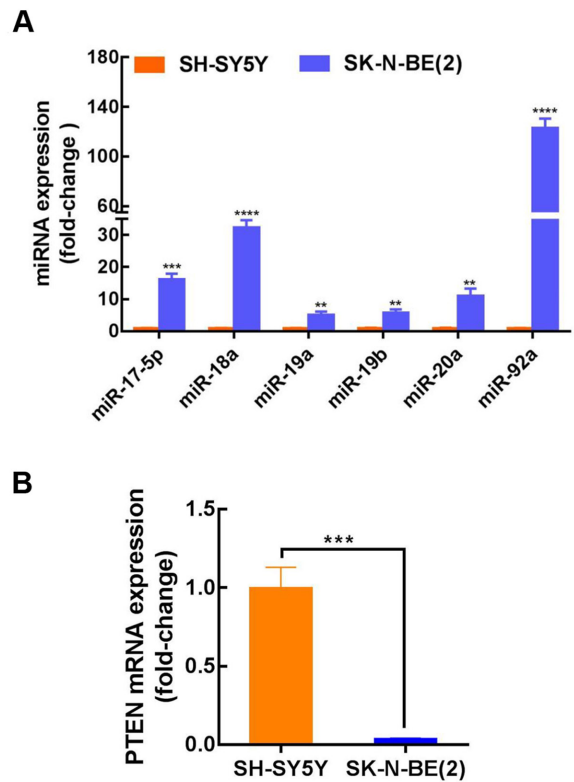 A
SH-SY5Y SK-N-BE(2)
miRNA expression
(fold-change )
180
140
100
60
30
20
10
0
***
****
**
**
**
****
miR-17-5p
miR-18a
miR-19a
miR-19b
miR-20a
miR-92a
B
PTEN mRNA expression
(fold-change)
1.5
1.0
0.5
0.0
***
SH-SY5Y SK-N-BE(2)